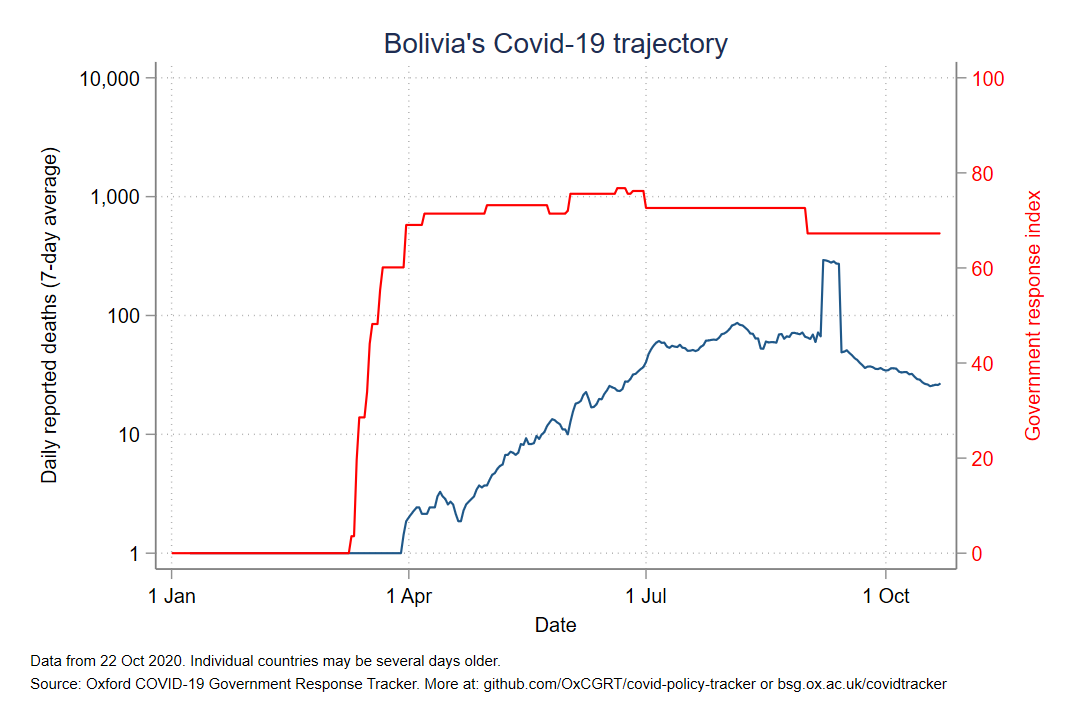 Bolivia's Covid-19 trajectory
10,000
1,000
100
10
1
Daily reported deaths (7-day average)
100
80
60
40
20
0
Government response index
1 Jan
1 Apr
1 Jul
1 Oct
Date
Data from 22 Oct 2020. Individual countries may be several days older.
Source: Oxford COVID-19 Government Response Tracker. More at: github.com/OxCGRT/covid-policy-tracker or bsg.ox.ac.uk/covidtracker